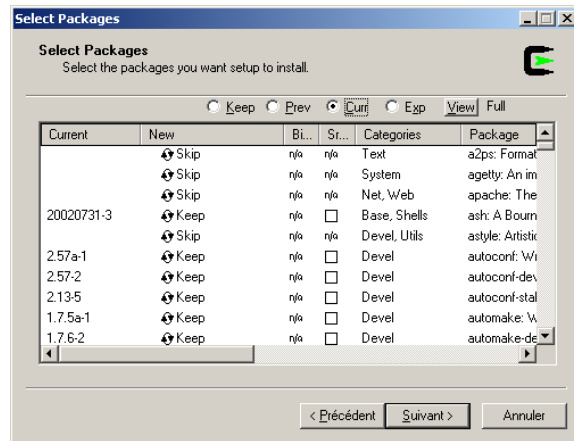 Select Packages
Select Packages
Select the packages you want setup to install.
Keep Prev Curr Exp View Full
Current New Bi... Sr... Categories Package
Skip n/a n/a Text a2ps: Format
Skip n/a n/a System agetty: An im
Skip n/a n/a Net, Web apache: The
20020731-3 Keep n/a Base, Shells ash: A Bourn
Skip n/a n/a Devel, Utils astyle: Artistic
2.57a-1 Keep n/a Devel autoconf: Wr
2.57-2 Keep n/a Devel autoconf-dev
2.13-5 Keep n/a Devel autoconf-stal
1.7.5a-1 Keep n/a Devel automake: W
1.7.6-2 Keep n/a Devel automake-de
< Précédent Suivant > Annuler